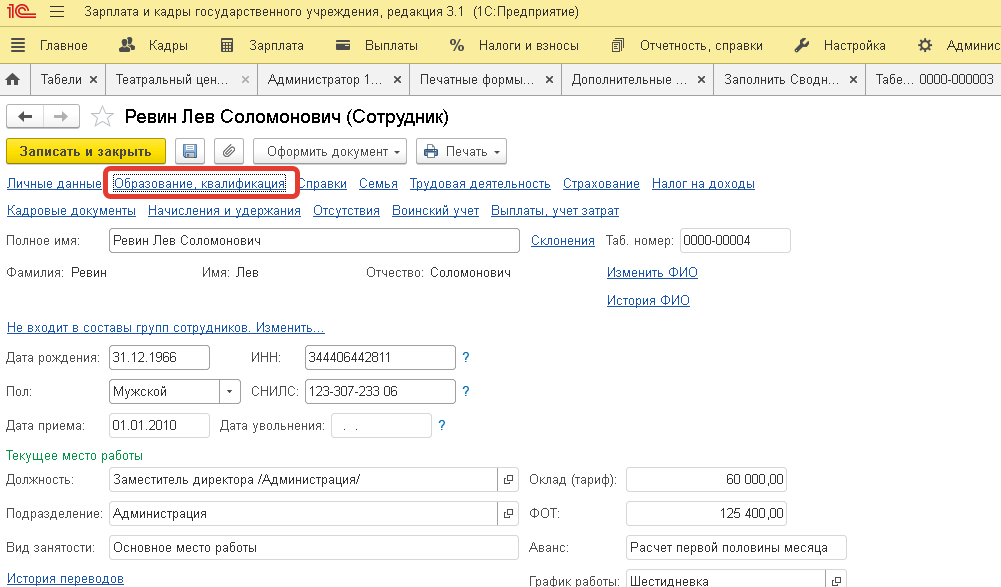 1С Зарплата и кадры государственного учреждения, редакция 3.1 (1С:Предприятие)
Главное Кадры Зарплата Выплаты % Налоги и взносы Отчетность, справки Настройка Админис
Табели × Театральный цен... × Администратор 1... × Печатные формы... × Дополнительные ... × Заполнить Сводн... × Табе... 0000-000003
Ревин Лев Соломонович (Сотрудник)
Записать и закрыть Оформить документ Печать
Личные данные Образование, квалификация Справки Семья Трудовая деятельность Страхование Налог на доходы
Кадровые документы Начисления и удержания Отсутствия Воинский учет Выплаты, учет затрат
Полное имя: Ревин Лев Соломонович Склонения Таб. номер: 0000-00004
Фамилия: Ревин Имя: Лев Отчество: Соломонович Изменить ФИО
История ФИО
Не входит в составы групп сотрудников. Изменить...
Дата рождения: 31.12.1966 ИНН: 344406442811 ?
Пол: Мужской СНИЛС: 123-307-233 06 ?
Дата приема: 01.01.2010 Дата увольнения: . . ?
Текущее место работы
Должность: Заместитель директора /Администрация/ Оклад (тариф): 60 000,00
Подразделение: Администрация ФОТ: 125 400,00
Вид занятости: Основное место работы Аванс: Расчет первой половины месяца
История переводов График работы: Шестидневка